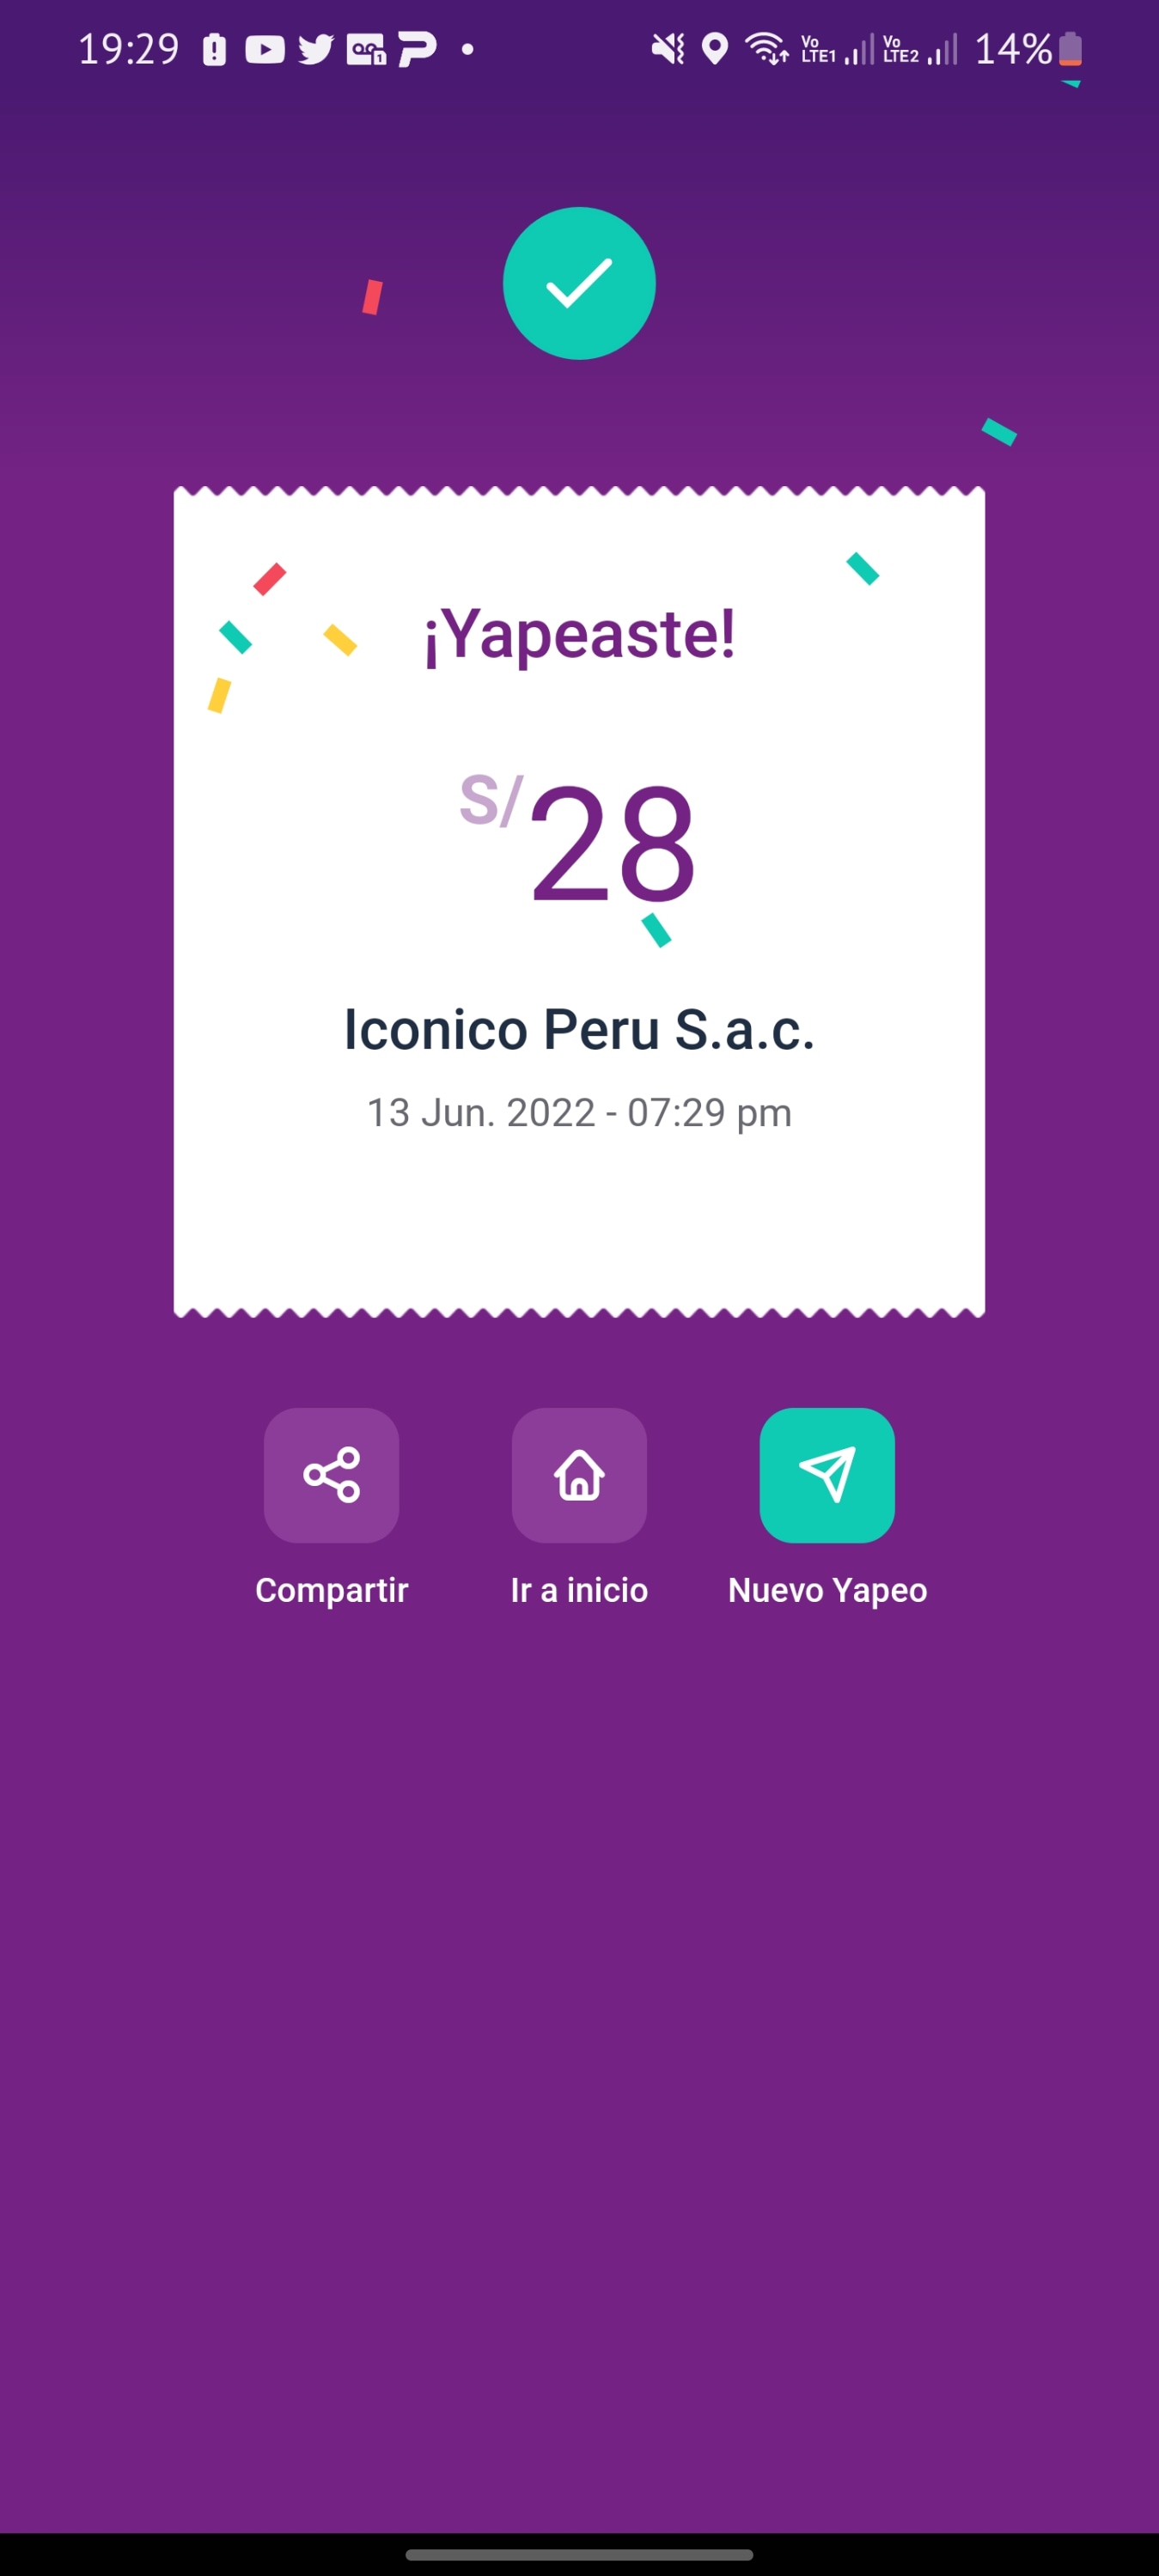 19:29
Vo LTE1
Vo LTE2
14%
¡Yapeaste!
S/28
Iconico Peru S.a.c.
13 Jun. 2022 - 07:29 pm
Compartir
Ir a inicio
Nuevo Yapeo